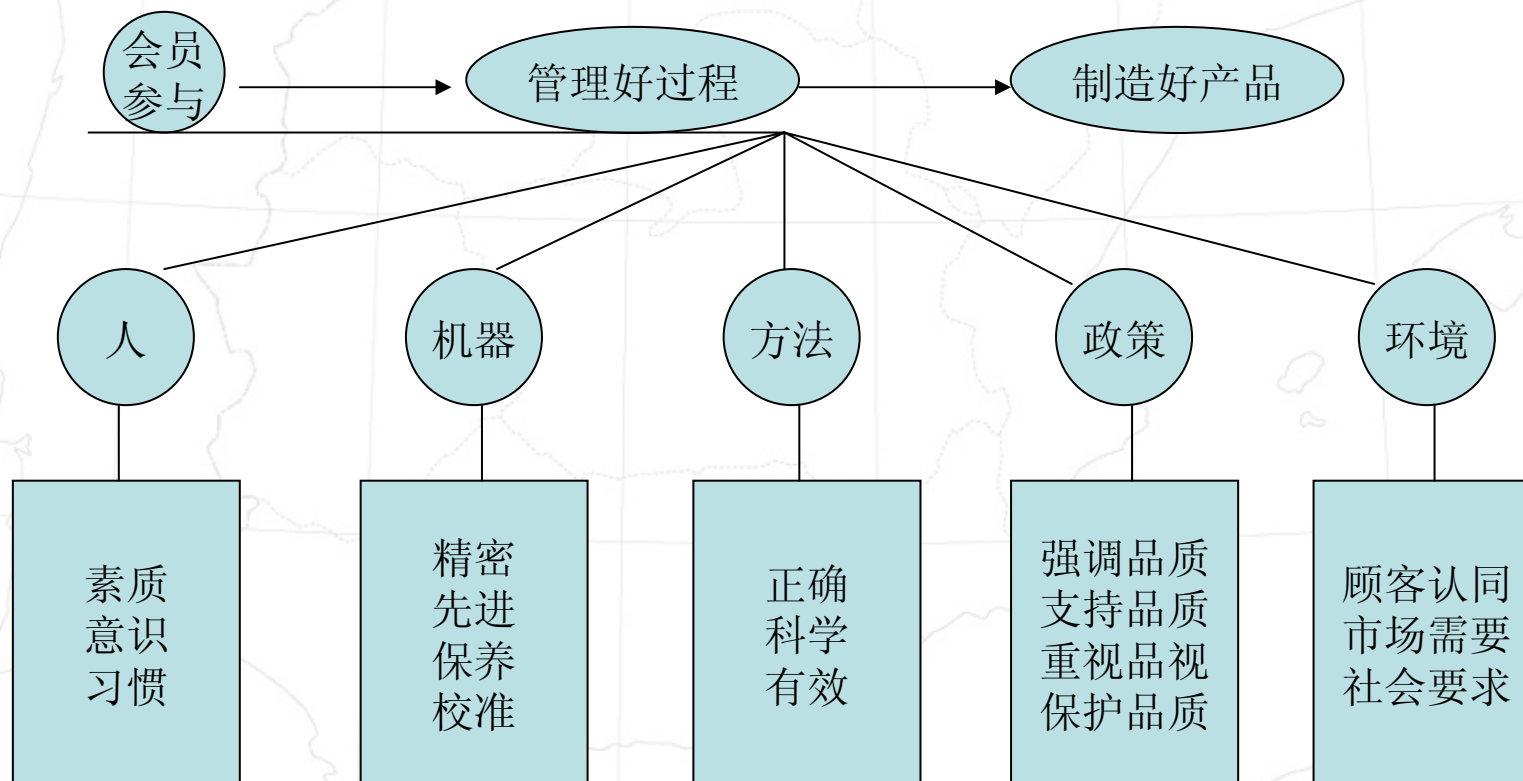 会员
参与
管理好过程
制造好产品
人
机器
方法
政策
环境
素质
意识
习惯
精密
先进
保养
校准
正确
科学
有效
强调品质
支持品质
重视品视
保护品质
顾客认同
市场需要
社会要求